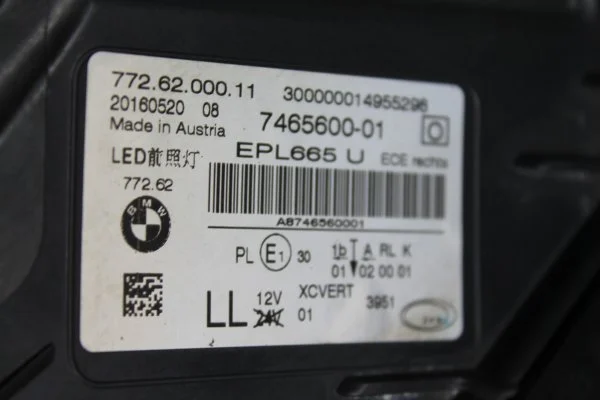 772.62.000.11 300000014955296
20160520 08
Made in Austria 7465600-01
LED前照灯 EPL665 U ECE rechts
772.62
BMW
A8746560001
PL E1 30 1b A RL K
01 02 00 01
LL 12V XCVERT 3951
24V 01